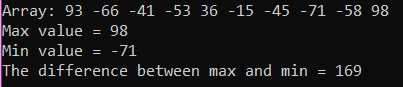 Array: 93 -66 -41 -53 36 -15 -45 -71 -58 98
Max value = 98
Min value = -71
The difference between max and min = 169